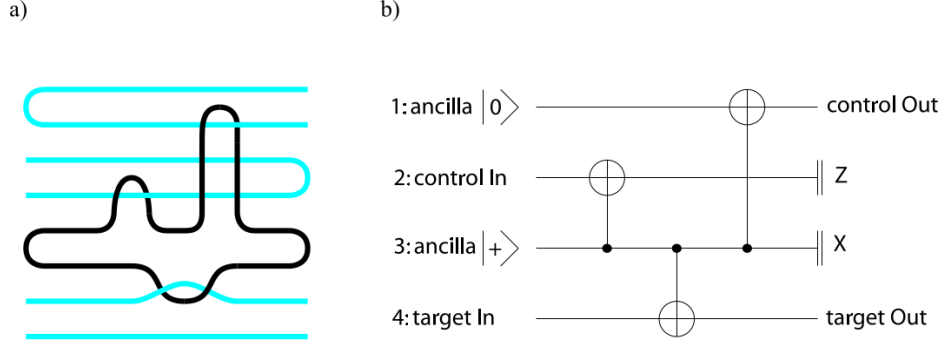 a)
b)
1:ancilla |0⟩ control Out
2:control In Z
3:ancilla |+⟩ X
4:target In target Out